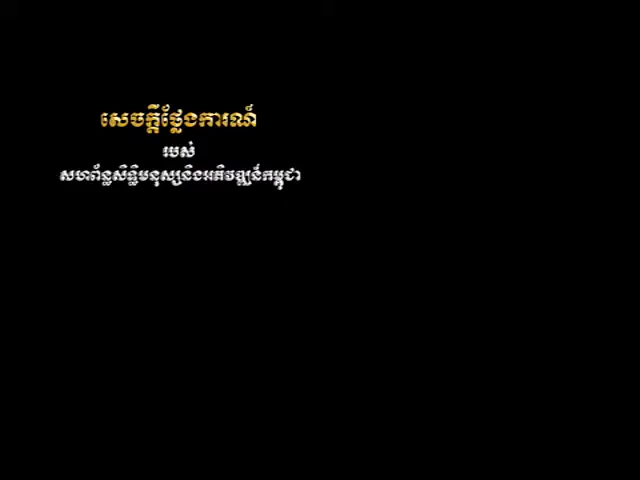 សេចក្តីថ្លែងការណ៍
របស់
សហព័ន្ធសិទ្ធិមនុស្សនិងអភិវឌ្ឍន៍កម្ពុជា